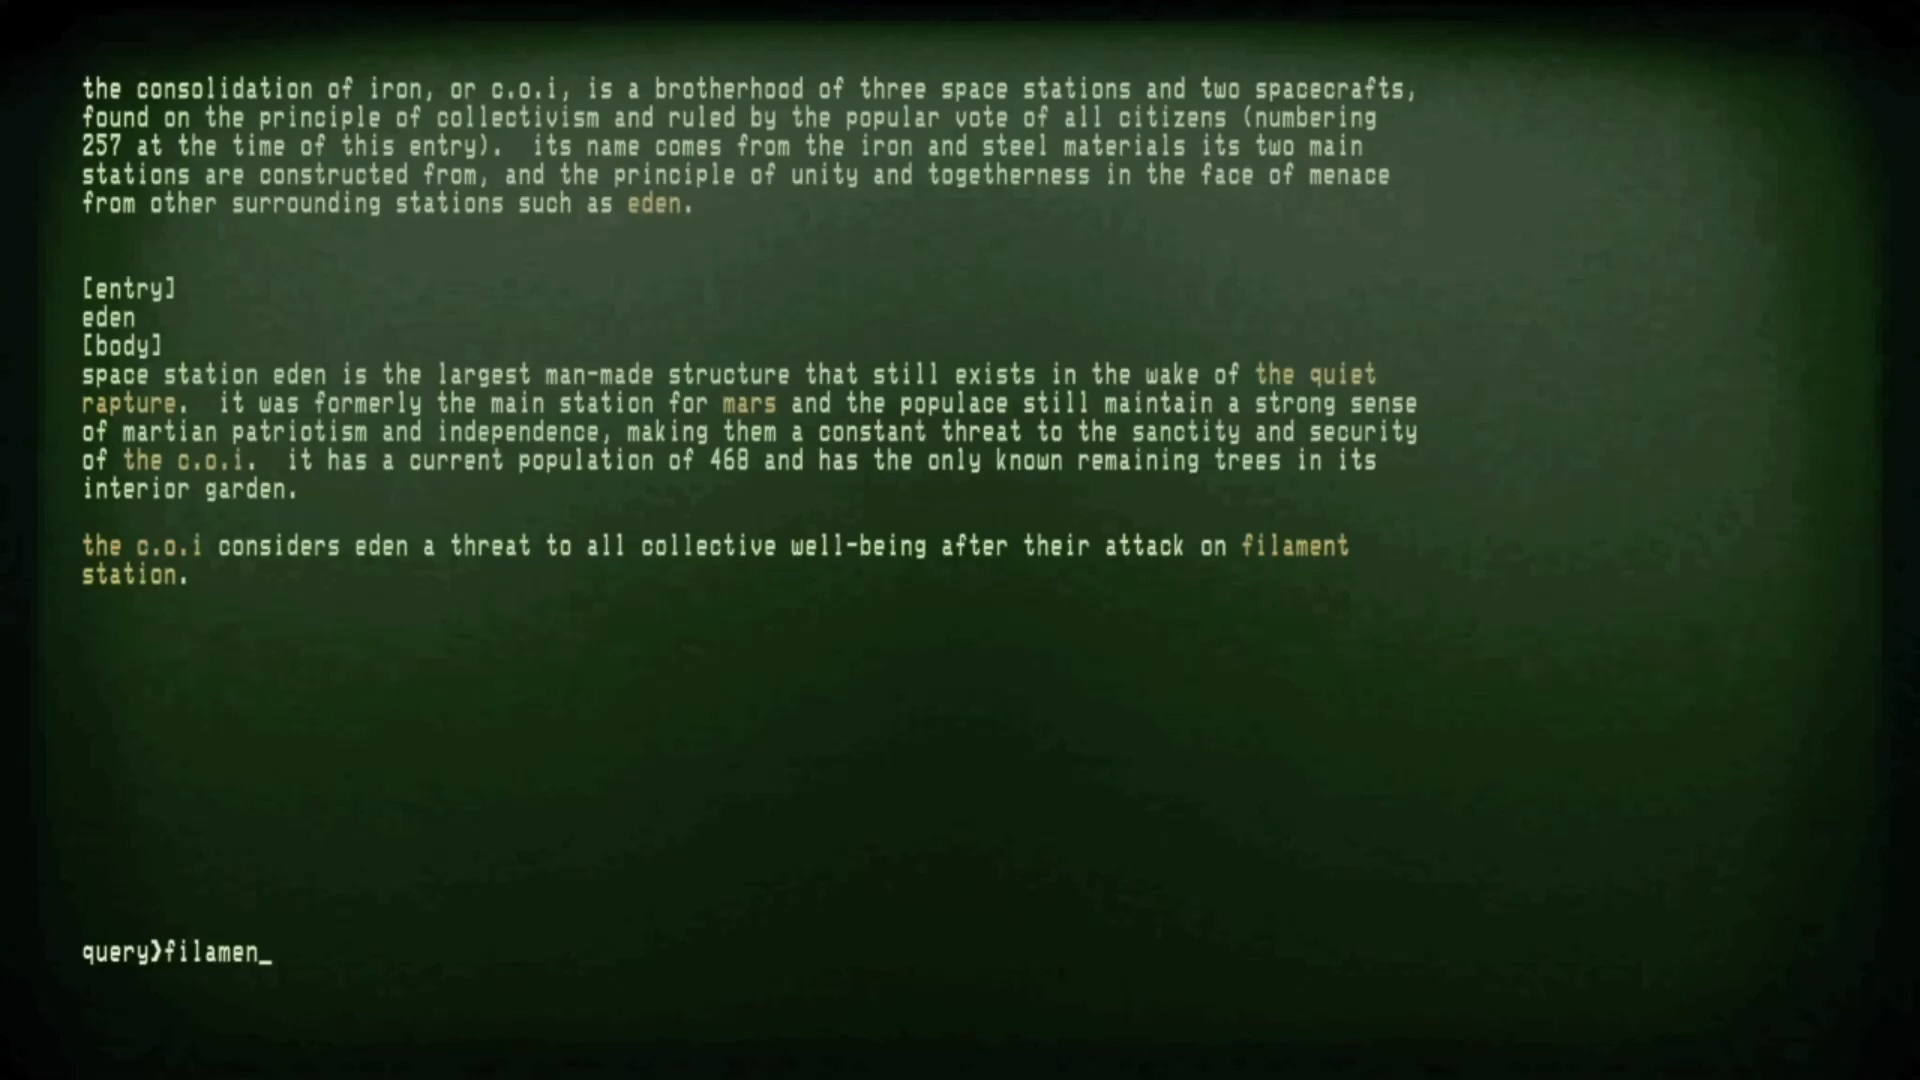 the consolidation of iron, or c.o.i, is a brotherhood of three space stations and two spacecrafts,
found on the principle of collectivism and ruled by the popular vote of all citizens (numbering
257 at the time of this entry).  its name comes from the iron and steel materials its two main
stations are constructed from, and the principle of unity and togetherness in the face of menace
from other surrounding stations such as eden.
[entry]
eden
[body]
space station eden is the largest man-made structure that still exists in the wake of the quiet
rapture.  it was formerly the main station for mars and the populace still maintain a strong sense
of martian patriotism and independence, making them a constant threat to the sanctity and security
of the c.o.i.  it has a current population of 468 and has the only known remaining trees in its
interior garden.
the c.o.i considers eden a threat to all collective well-being after their attack on filament
station.
query>filamen_